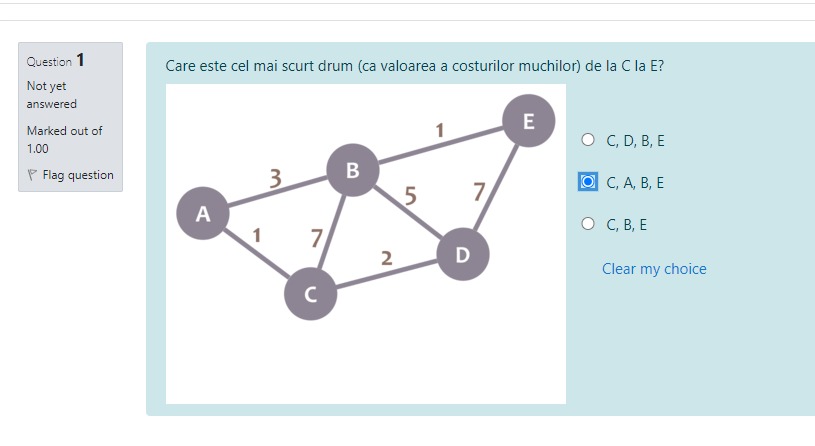 Question 1
Not yet
answered
Marked out of
1.00
Flag question
Care este cel mai scurt drum (ca valoarea a costurilor muchilor) de la C la E?
E
1
B
3
5
7
A
1
7
2
D
C
C, D, B, E
C, A, B, E
C, B, E
Clear my choice